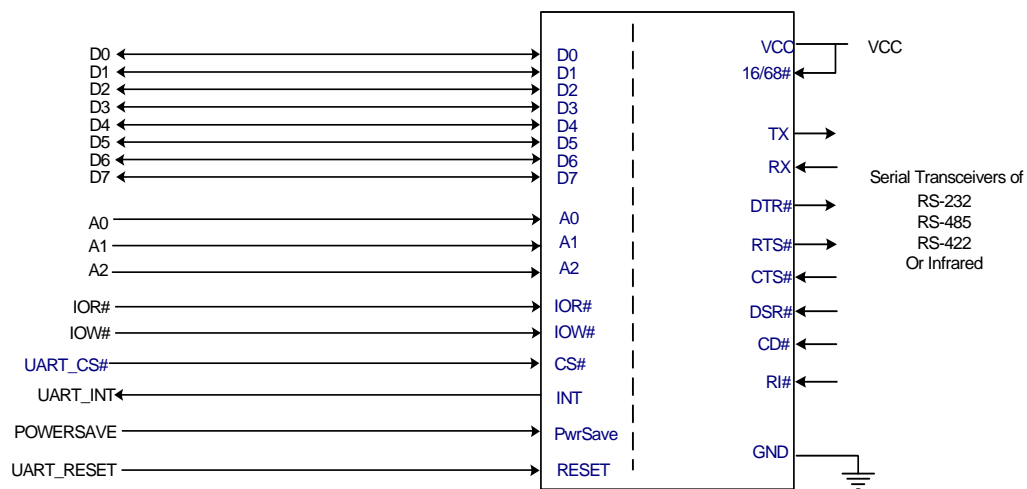 D0
D1
D2
D3
D4
D5
D6
D7
A0
A1
A2
IOR#
IOW#
UART_CS#
UART_INT
POWERSAVE
UART_RESET
D0
D1
D2
D3
D4
D5
D6
D7
A0
A1
A2
IOR#
IOW#
CS#
INT
PwrSave
RESET
VCC
16/68#
TX
RX
DTR#
RTS#
CTS#
DSR#
CD#
RI#
GND
VCC
Serial Transceivers of
RS-232
RS-485
RS-422
Or Infrared